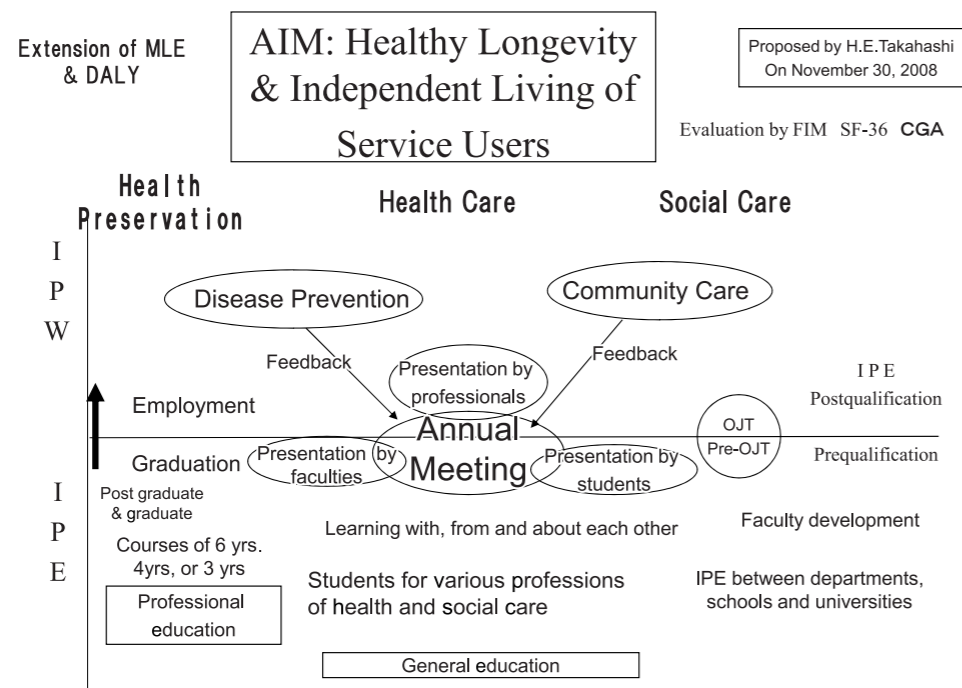 Extension of MLE
& DALY
AIM: Healthy Longevity
& Independent Living of
Service Users
Proposed by H.E.Takahashi
On November 30, 2008
Evaluation by FIM SF-36 CGA
Health
Preservation
Health Care
Social Care
I
P
W
Disease Prevention
Community Care
Feedback
Feedback
Presentation by
professionals
I P E
Postqualification
Employment
Annual
Meeting
OJT
Pre-OJT
Graduation
Presentation by
faculties
Presentation by
students
Prequalification
I
P
E
Post graduate
& graduate
Learning with, from and about each other
Faculty development
Courses of 6 yrs.
4yrs, or 3 yrs
Students for various professions
of health and social care
IPE between departments,
schools and universities
Professional
education
General education